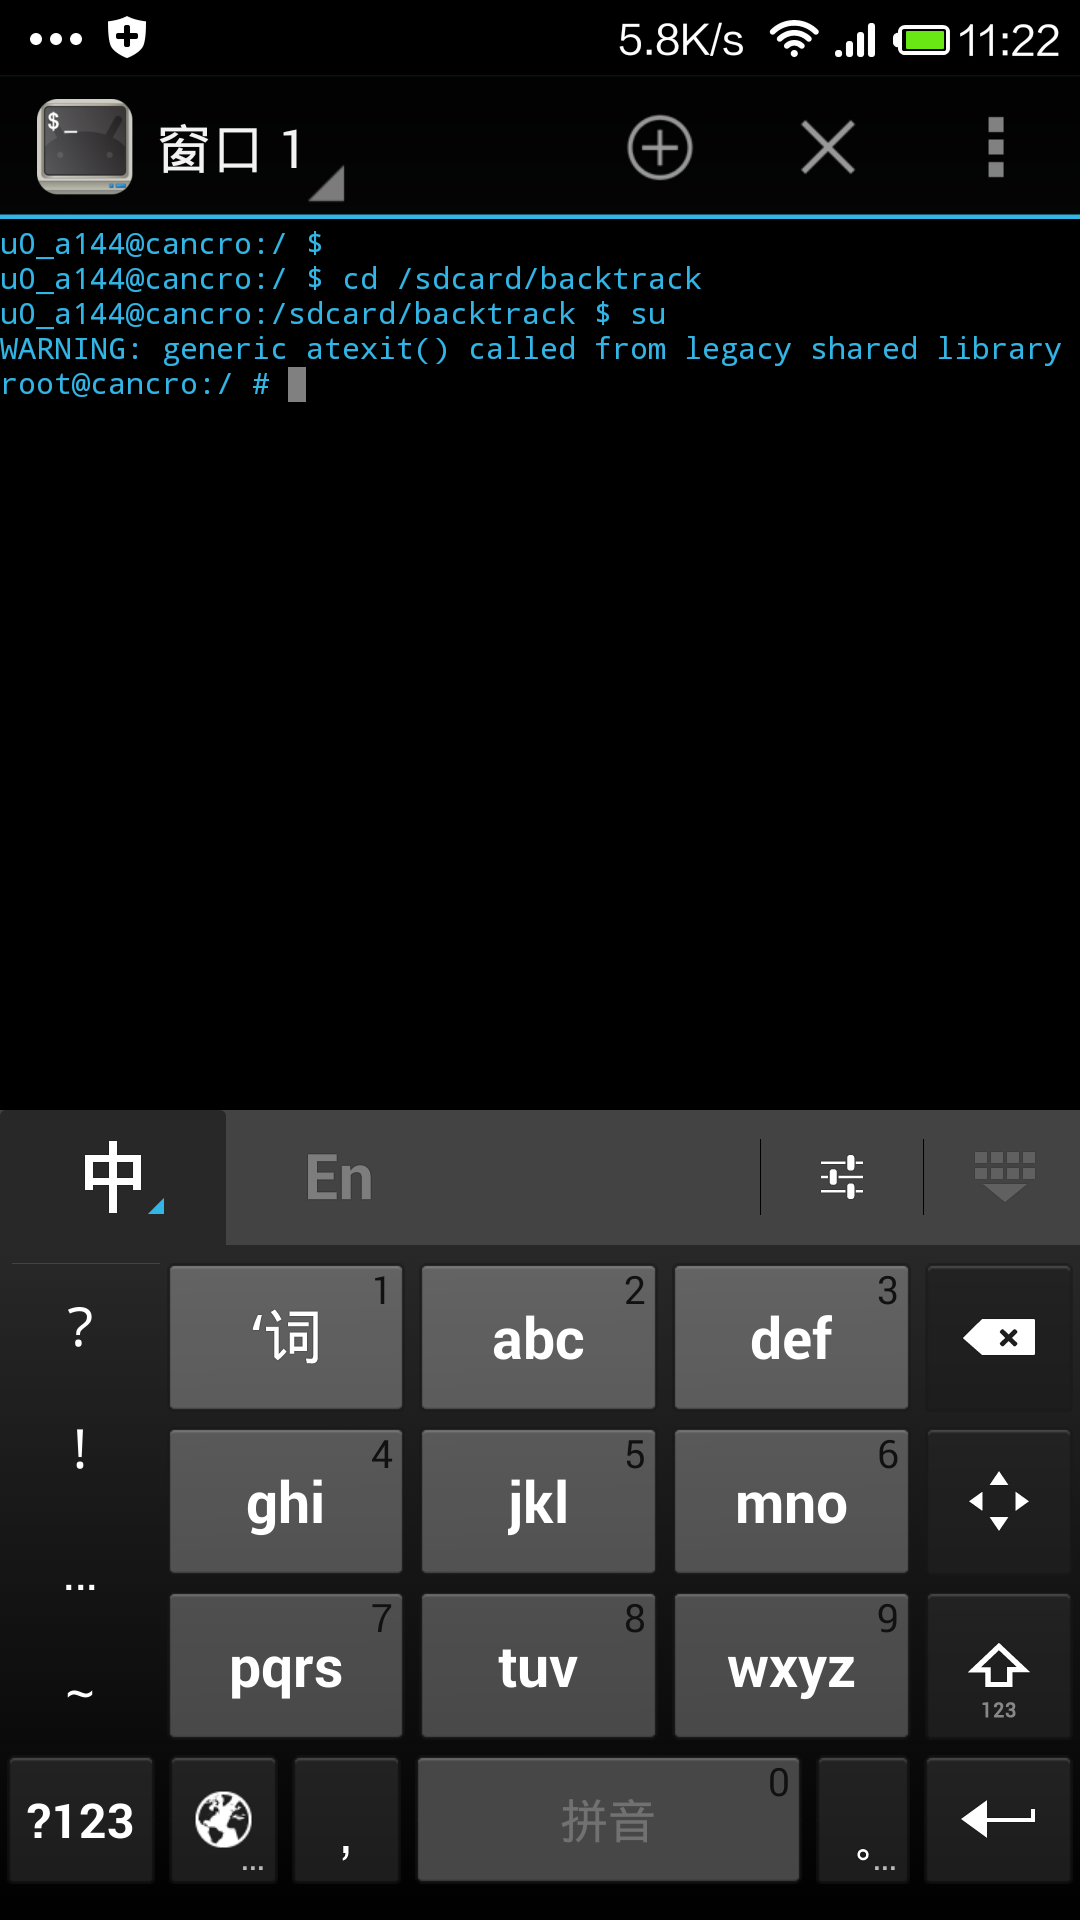 5.8K/s 11:22
$_ 窗口 1
u0_a144@cancro:/ $
u0_a144@cancro:/ $ cd /sdcard/backtrack
u0_a144@cancro:/sdcard/backtrack $ su
WARNING: generic atexit() called from legacy shared library
root@cancro:/ #
中 En
? ‘词 1 abc 2 def 3
! ghi 4 jkl 5 mno 6
... pqrs 7 tuv 8 wxyz 9
~ 123
?123 ... , 拼音 0 。...